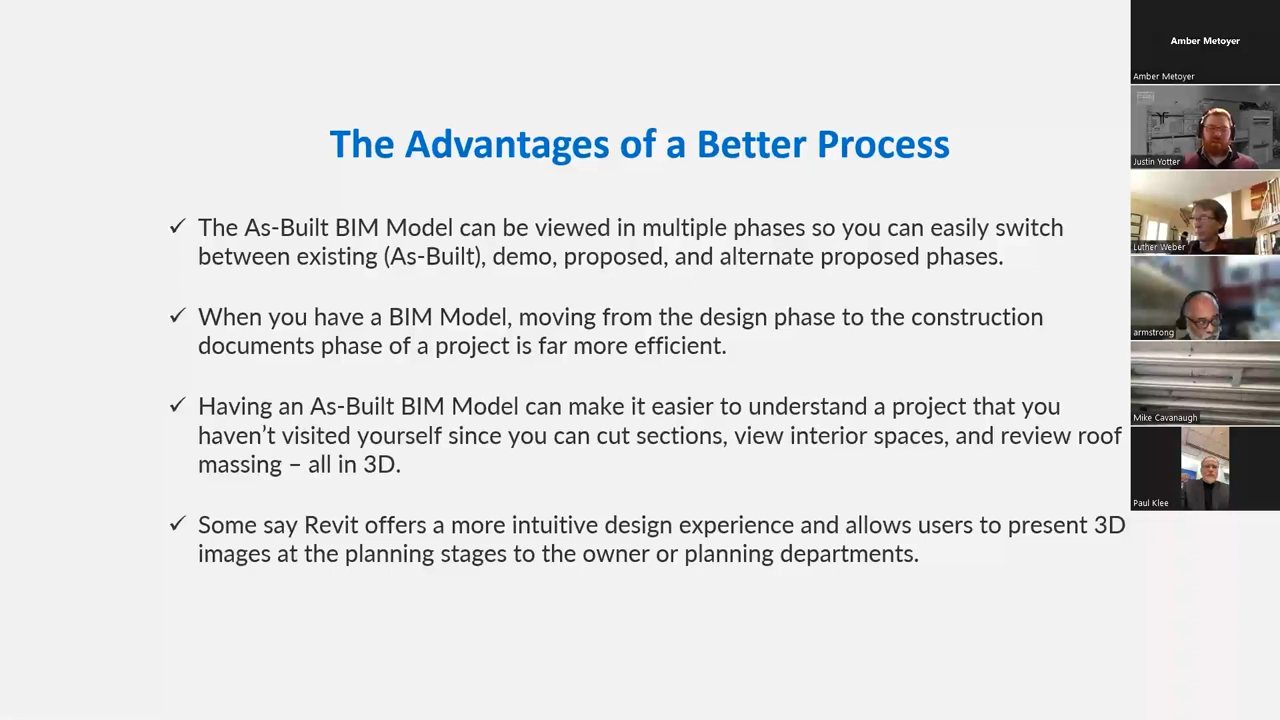 The Advantages of a Better Process
✓ The As-Built BIM Model can be viewed in multiple phases so you can easily switch
between existing (As-Built), demo, proposed, and alternate proposed phases.
✓ When you have a BIM Model, moving from the design phase to the construction
documents phase of a project is far more efficient.
✓ Having an As-Built BIM Model can make it easier to understand a project that you
haven’t visited yourself since you can cut sections, view interior spaces, and review roof
massing – all in 3D.
✓ Some say Revit offers a more intuitive design experience and allows users to present 3D
images at the planning stages to the owner or planning departments.
Amber Metoyer
Amber Metoyer
Justin Yotter
Luther Weber
armstrong
Mike Cavanaugh
Paul Klee